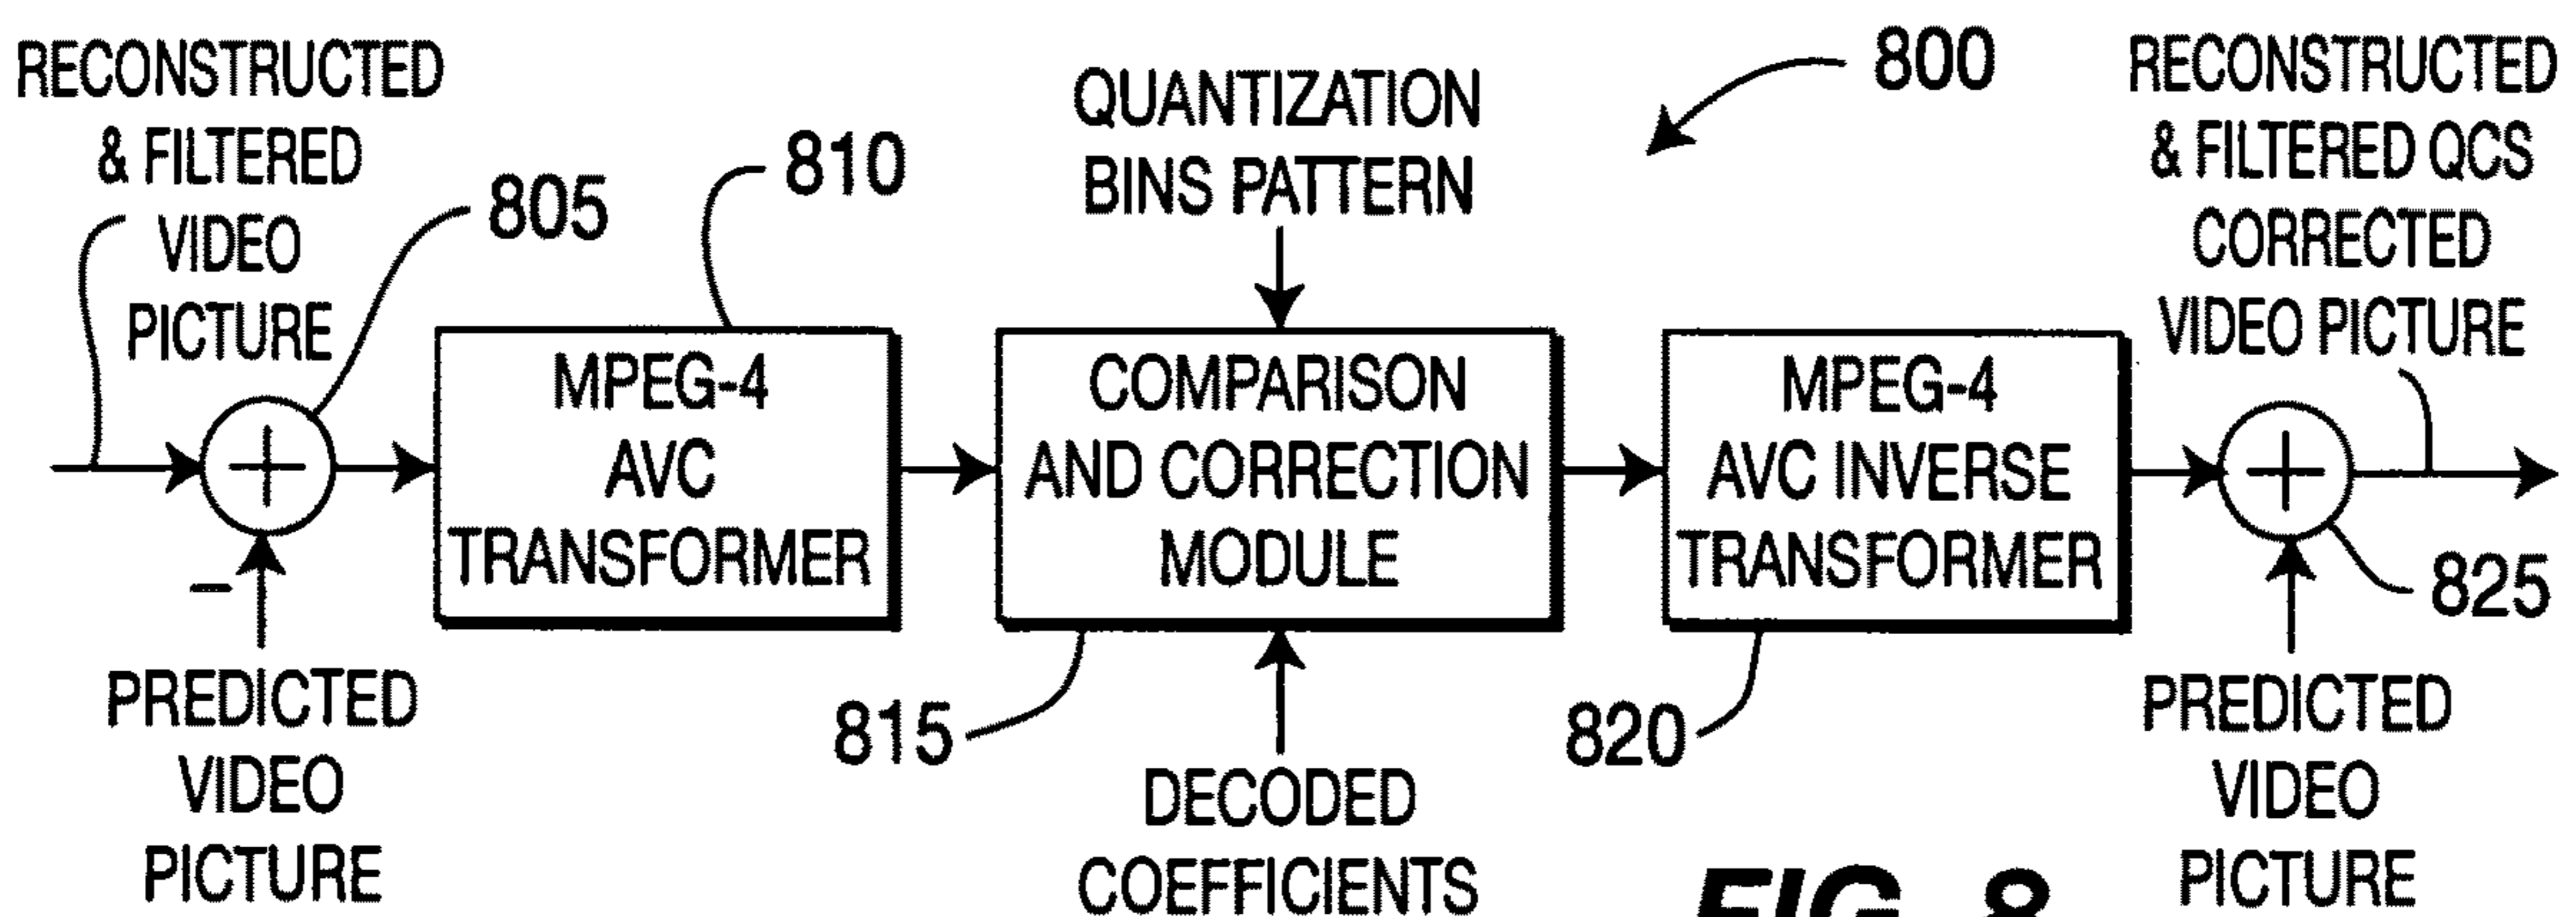 RECONSTRUCTED
& FILTERED
VIDEO
PICTURE
805
810
QUANTIZATION
BINS PATTERN
800
RECONSTRUCTED
& FILTERED QCS
CORRECTED
VIDEO PICTURE
+
MPEG-4
AVC
TRANSFORMER
COMPARISON
AND CORRECTION
MODULE
MPEG-4
AVC INVERSE
TRANSFORMER
+
825
–
PREDICTED
VIDEO
PICTURE
815
DECODED
COEFFICIENTS
820
PREDICTED
VIDEO
PICTURE
FIG. 8